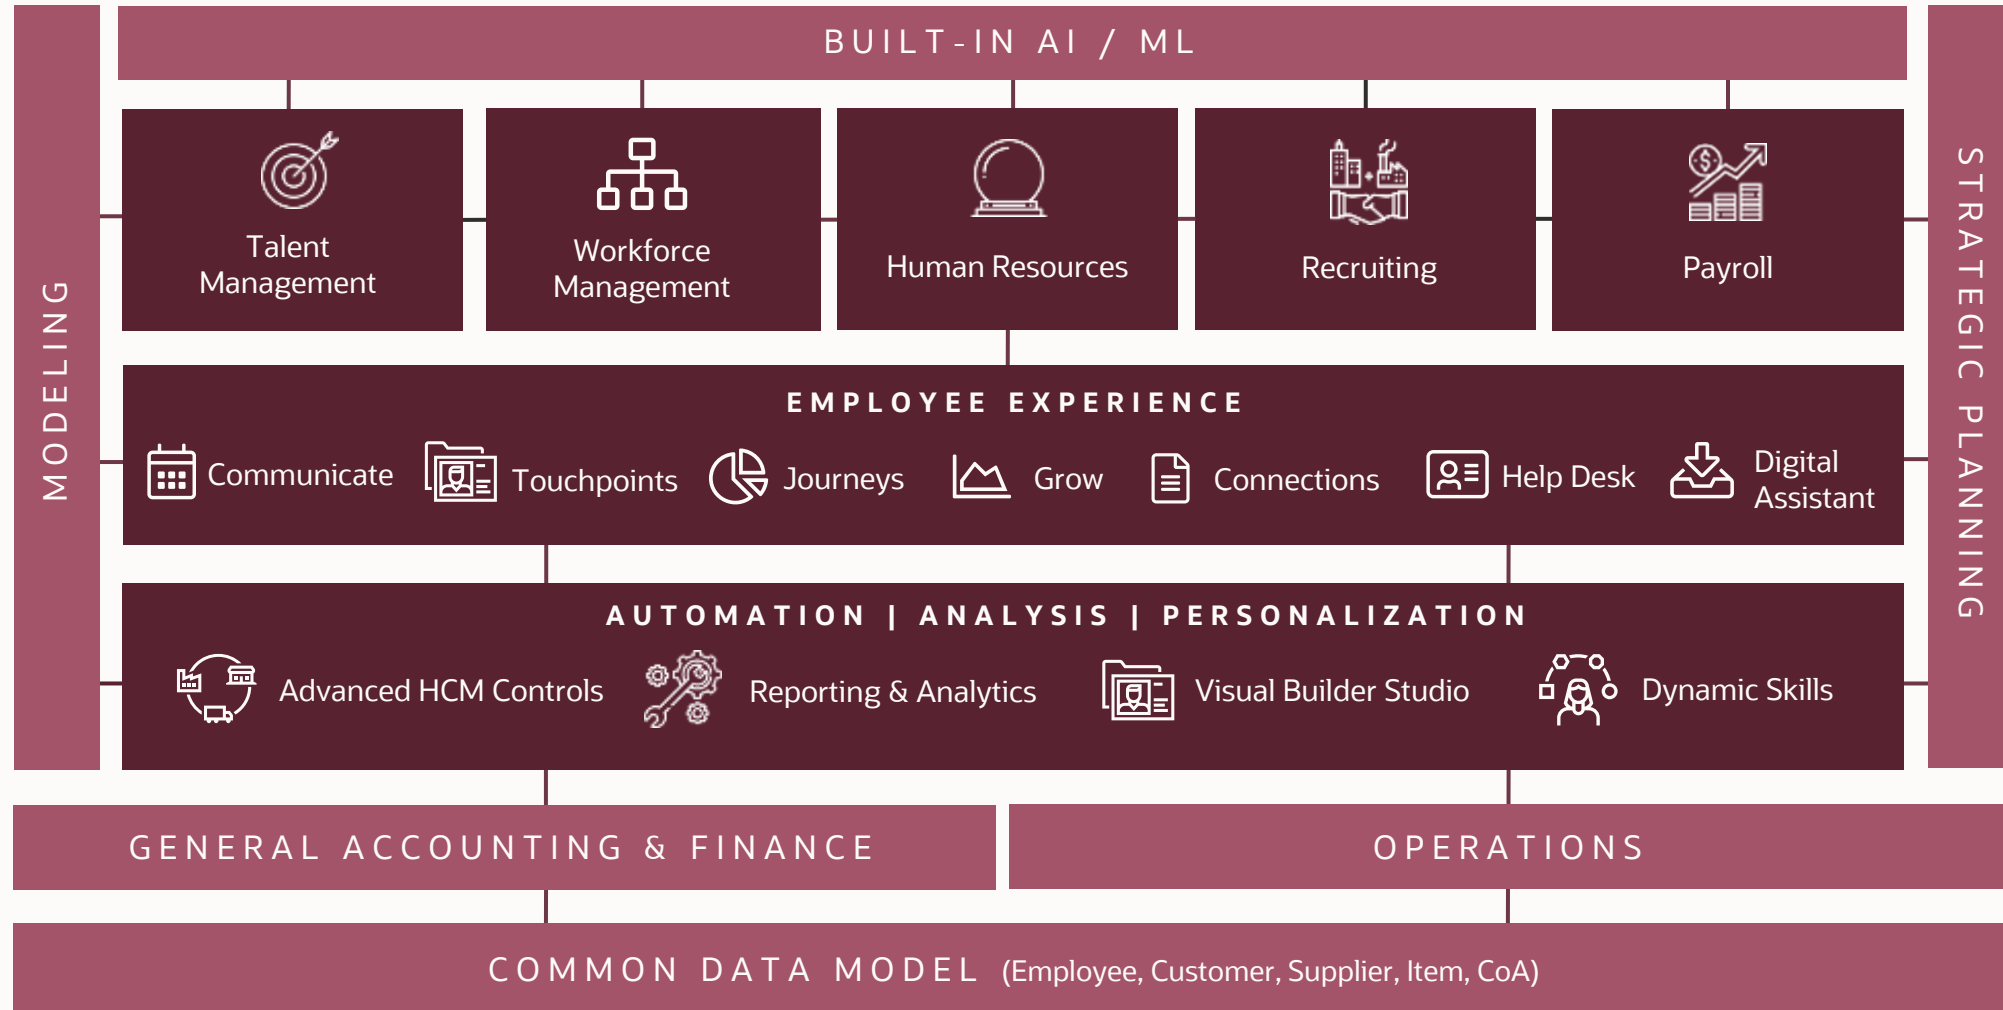 BUILT-IN AI / ML
MODELING
STRATEGIC PLANNING
Talent
Management
Workforce
Management
Human Resources
Recruiting
Payroll
EMPLOYEE EXPERIENCE
Communicate
Touchpoints
Journeys
Grow
Connections
Help Desk
Digital
Assistant
AUTOMATION | ANALYSIS | PERSONALIZATION
Advanced HCM Controls
Reporting & Analytics
Visual Builder Studio
Dynamic Skills
GENERAL ACCOUNTING & FINANCE
OPERATIONS
COMMON DATA MODEL (Employee, Customer, Supplier, Item, CoA)